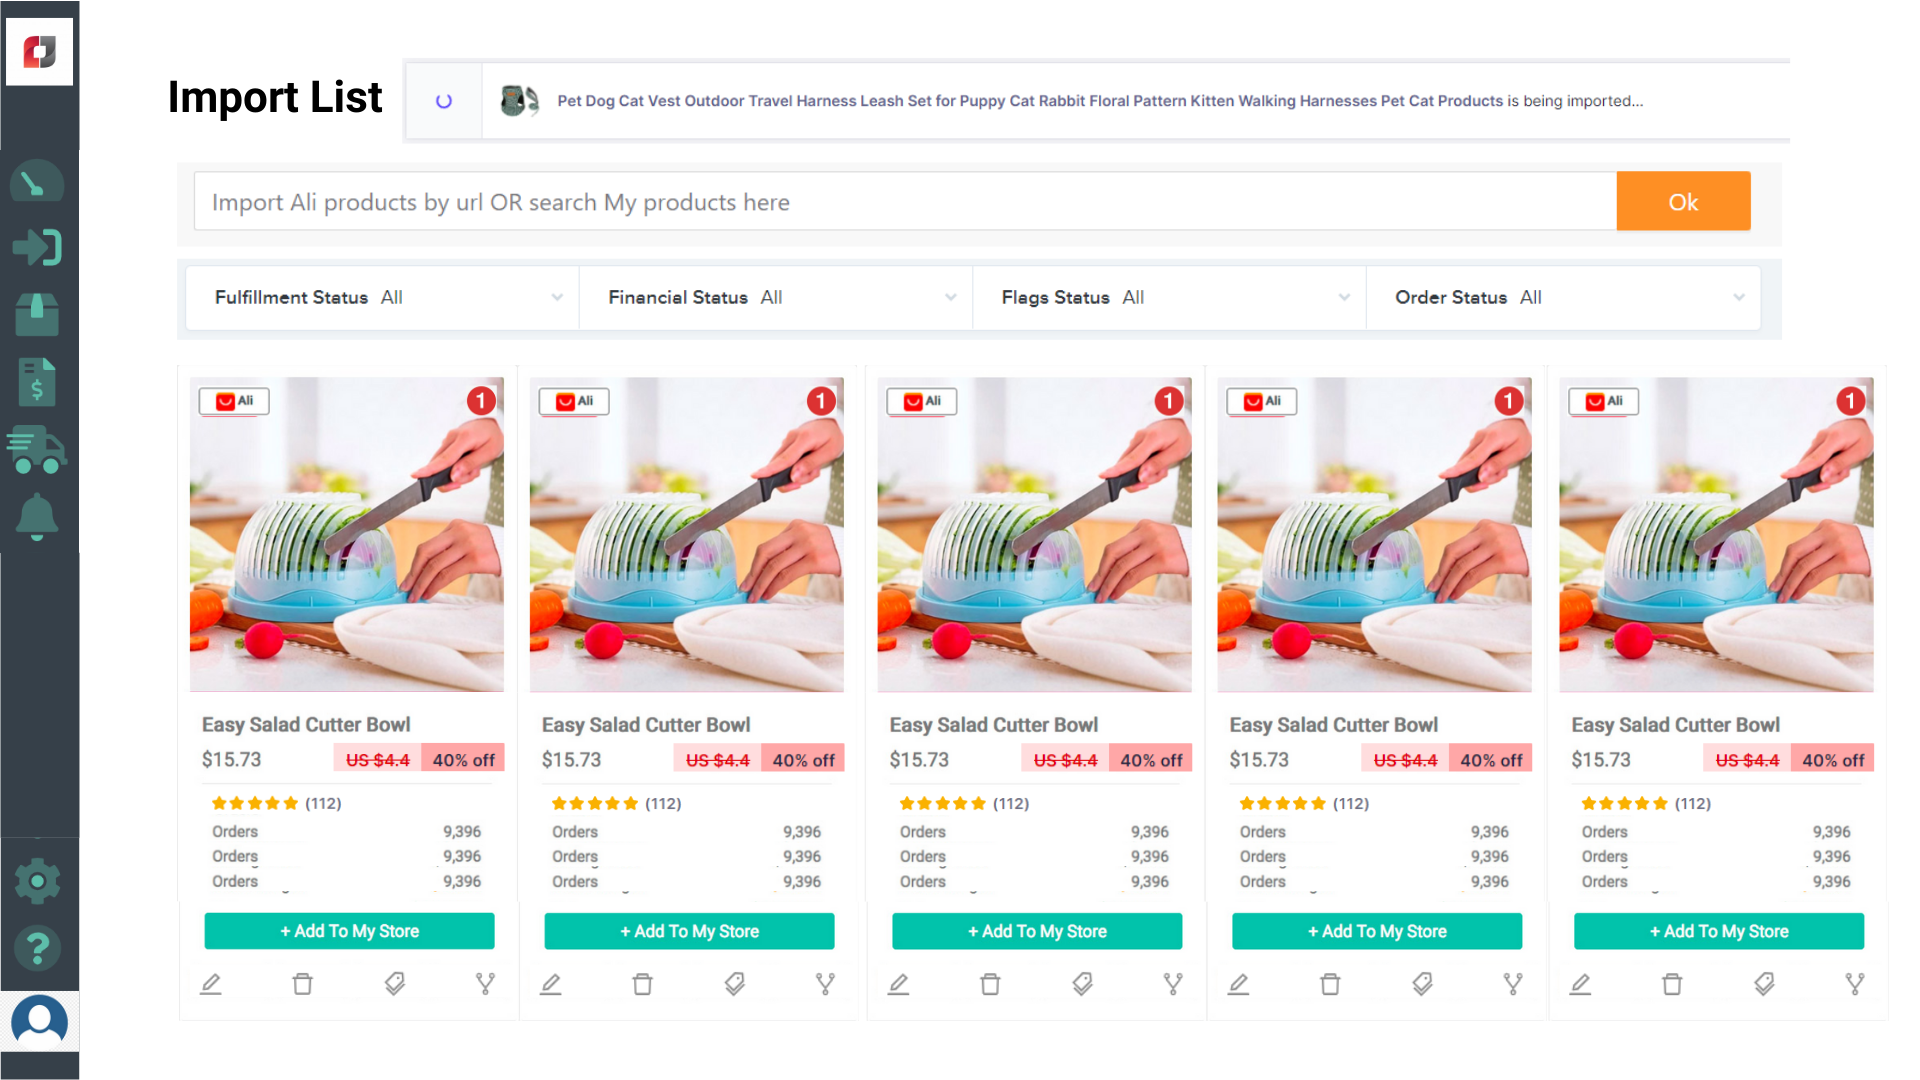 Import List
Pet Dog Cat Vest Outdoor Travel Harness Leash Set for Puppy Cat Rabbit Floral Pattern Kitten Walking Harnesses Pet Cat Products is being imported...
Import Ali products by url OR search My products here
Ok
Fulfillment Status All
Financial Status All
Flags Status All
Order Status All
Ali
1
Easy Salad Cutter Bowl
$15.73 US $4.4 40% off
(112)
Orders 9,396
Orders 9,396
Orders 9,396
+ Add To My Store
Ali
1
Easy Salad Cutter Bowl
$15.73 US $4.4 40% off
(112)
Orders 9,396
Orders 9,396
Orders 9,396
+ Add To My Store
Ali
1
Easy Salad Cutter Bowl
$15.73 US $4.4 40% off
(112)
Orders 9,396
Orders 9,396
Orders 9,396
+ Add To My Store
Ali
1
Easy Salad Cutter Bowl
$15.73 US $4.4 40% off
(112)
Orders 9,396
Orders 9,396
Orders 9,396
+ Add To My Store
Ali
1
Easy Salad Cutter Bowl
$15.73 US $4.4 40% off
(112)
Orders 9,396
Orders 9,396
Orders 9,396
+ Add To My Store